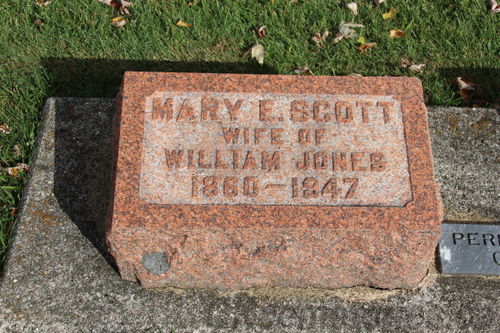 MARY E. SCOTT
WIFE OF
WILLIAM JONES
1860-1947